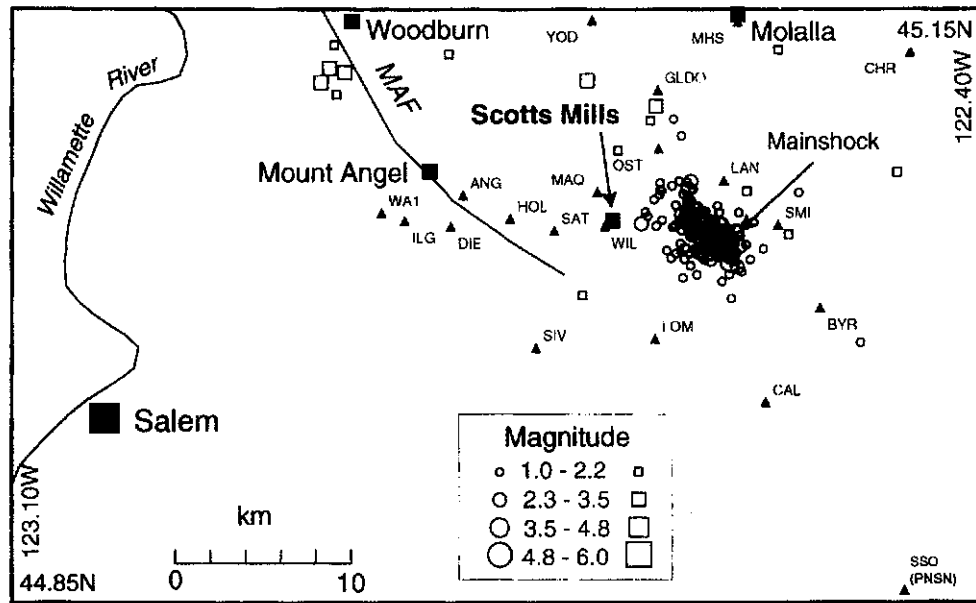 Woodburn
YOD
MHS
Molalla
45.15N
122.40W
CHR
River
Willamette
MAF
Scotts Mills
Mainshock
OST
LAN
Mount Angel
WA1
ANG
HOL
MAQ
SAT
WIL
SMI
ILG
DIE
SIV
BYR
CAL
Salem
Magnitude
1.0 - 2.2
2.3 - 3.5
3.5 - 4.8
4.8 - 6.0
km
0 10
123.10W
44.85N
SSO
(PNSN)